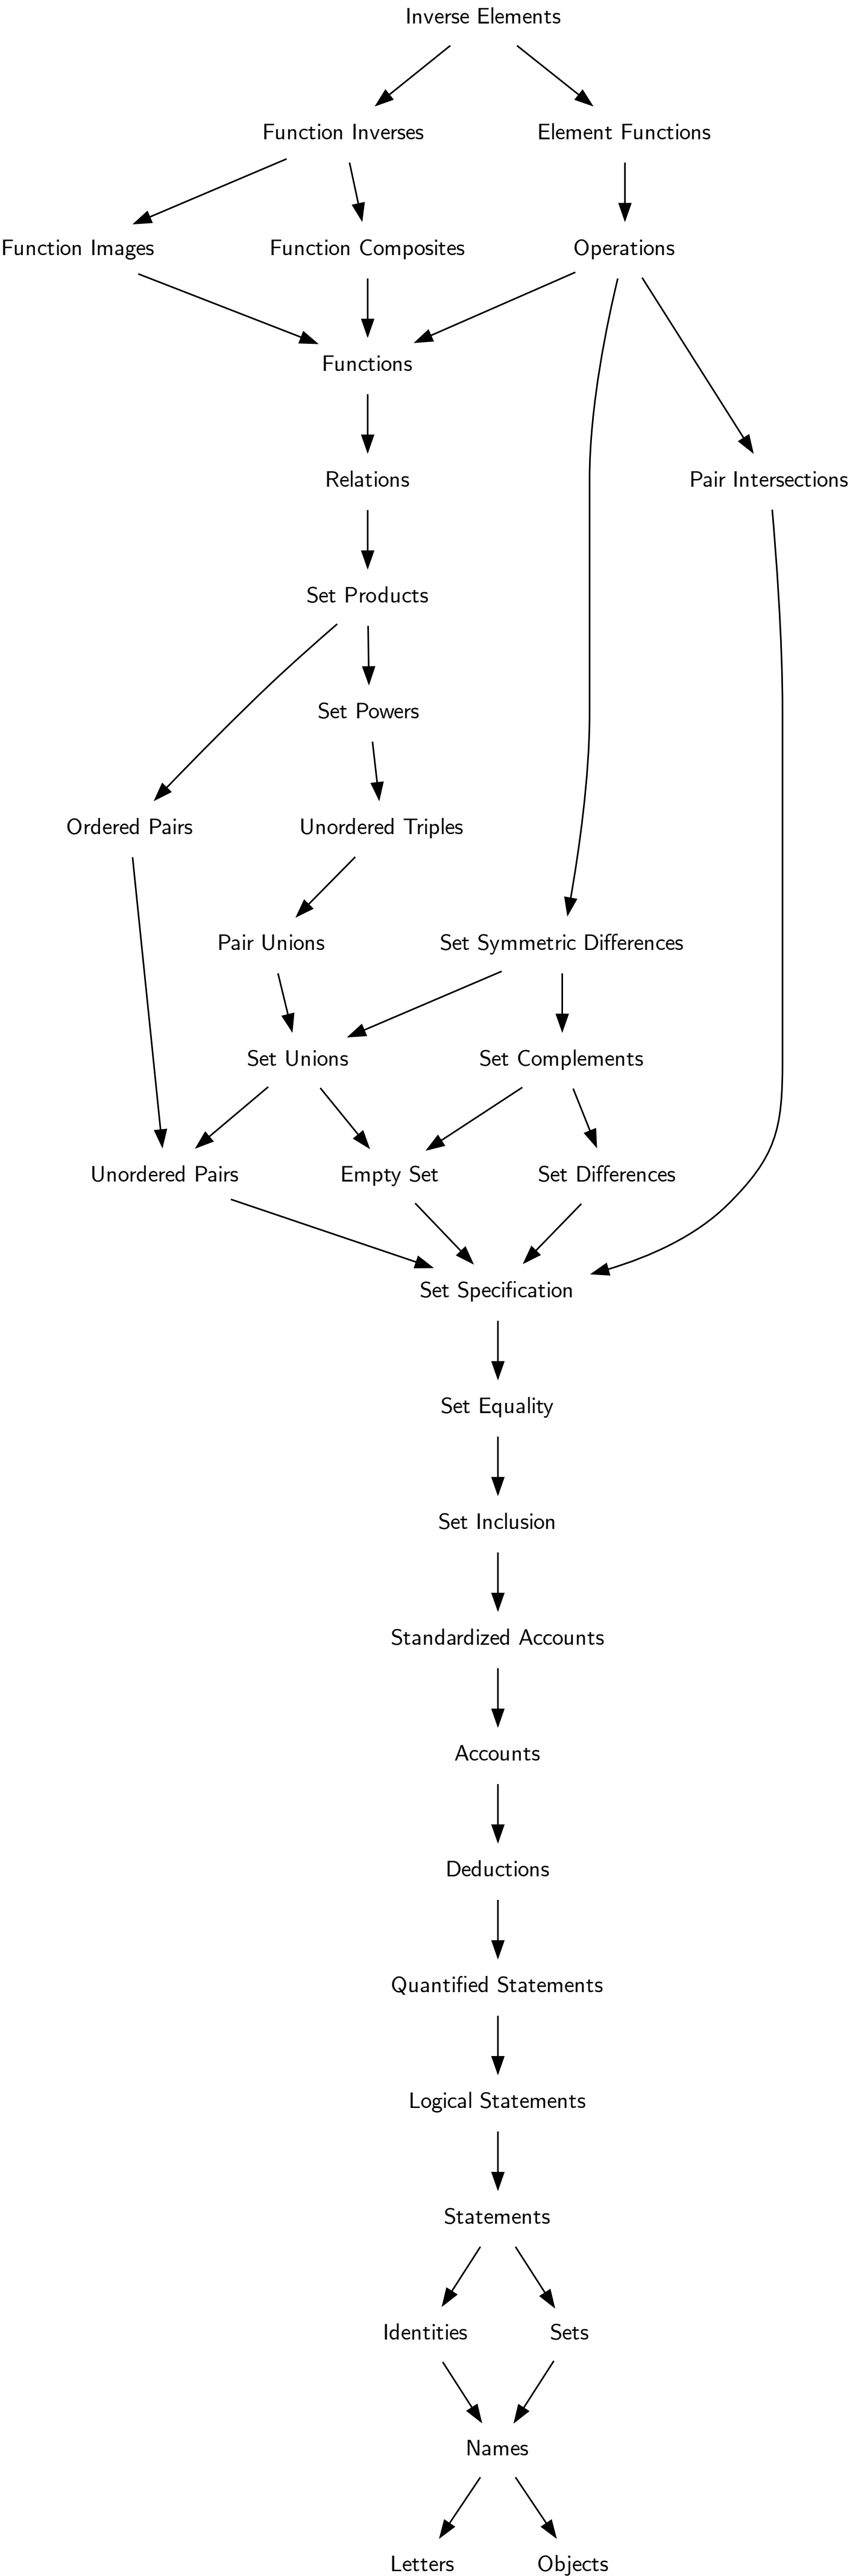 Inverse Elements
Function Inverses
Element Functions
Function Images
Function Composites
Operations
Functions
Relations
Pair Intersections
Set Products
Set Powers
Ordered Pairs
Unordered Triples
Pair Unions
Set Symmetric Differences
Set Unions
Set Complements
Unordered Pairs
Empty Set
Set Differences
Set Specification
Set Equality
Set Inclusion
Standardized Accounts
Accounts
Deductions
Quantified Statements
Logical Statements
Statements
Identities
Sets
Names
Letters
Objects